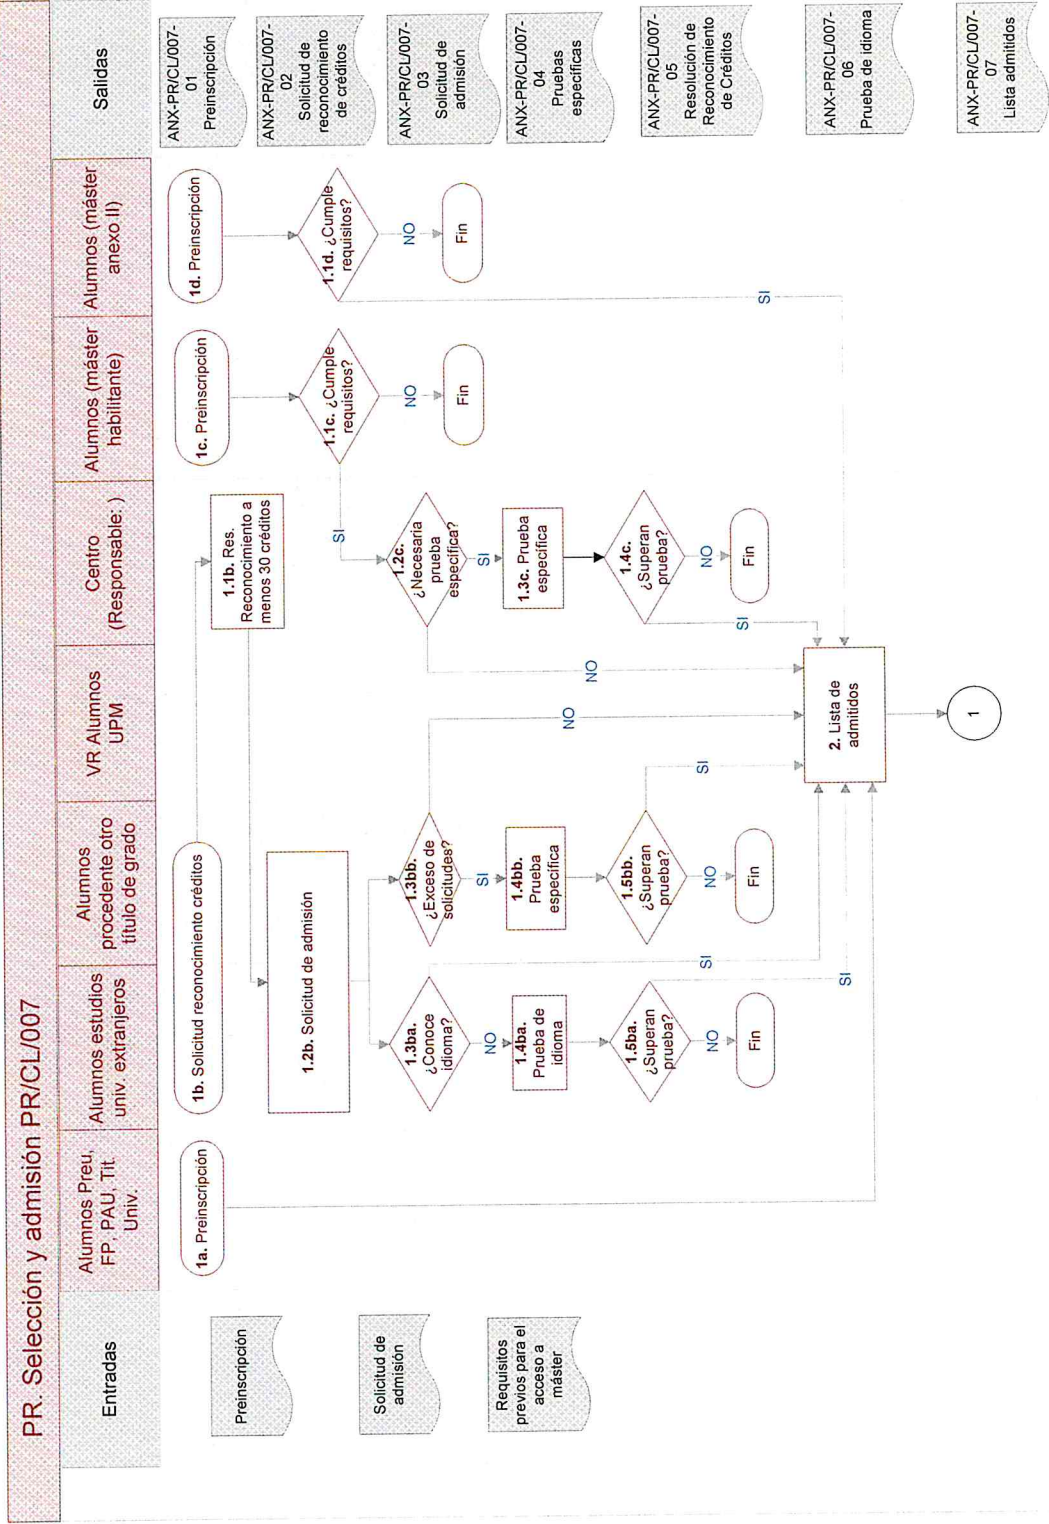 PR. Selección y admisión PR/CL/007
Entradas
Alumnos Preu,
FP, PAU, Tit.
Univ.
Alumnos estudios
univ. extranjeros
Alumnos
procedente otro
título de grado
VR Alumnos
UPM
Centro
(Responsable: )
Alumnos (máster
habilitante)
Alumnos (máster
anexo II)
Salidas
Preinscripción
Solicitud de
admisión
Requisitos
previos para el
acceso a
máster
1a. Preinscripción
1b. Solicitud reconocimiento créditos
1.1b. Res.
Reconocimiento a
menos 30 créditos
1.2b. Solicitud de admisión
1.3ba.
¿Conoce
idioma?
NO
SI
1.4ba.
Prueba de
idioma
1.5ba.
¿Superan
prueba?
NO
SI
Fin
1.3bb.
¿Exceso de
solicitudes?
SI
NO
1.4bb.
Prueba
específica
1.5bb.
¿Superan
prueba?
NO
SI
Fin
1c. Preinscripción
1.1c. ¿Cumple
requisitos?
NO
Fin
SI
1.2c.
¿Necesaria
prueba
específica?
SI
NO
1.3c. Prueba
específica
1.4c.
¿Superan
prueba?
NO
SI
Fin
1d. Preinscripción
1.1d. ¿Cumple
requisitos?
NO
Fin
SI
2. Lista de
admitidos
1
ANX-PR/CL/007-
01
Preinscripción
ANX-PR/CL/007-
02
Solicitud de
reconocimiento
de créditos
ANX-PR/CL/007-
03
Solicitud de
admisión
ANX-PR/CL/007-
04
Pruebas
específicas
ANX-PR/CL/007-
05
Resolución de
Reconocimiento
de Créditos
ANX-PR/CL/007-
06
Prueba de idioma
ANX-PR/CL/007-
07
Lista admitidos